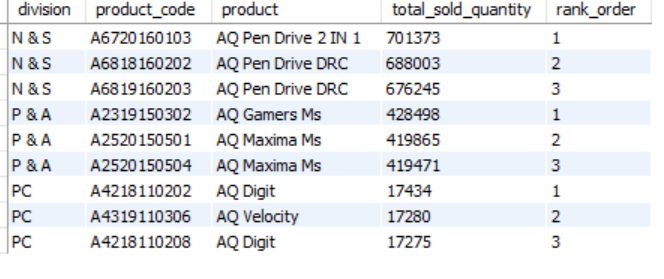 division product_code product total_sold_quantity rank_order
N & S A6720160103 AQ Pen Drive 2 IN 1 701373 1
N & S A6818160202 AQ Pen Drive DRC 688003 2
N & S A6819160203 AQ Pen Drive DRC 676245 3
P & A A2319150302 AQ Gamers Ms 428498 1
P & A A2520150501 AQ Maxima Ms 419865 2
P & A A2520150504 AQ Maxima Ms 419471 3
PC A4218110202 AQ Digit 17434 1
PC A4319110306 AQ Velocity 17280 2
PC A4218110208 AQ Digit 17275 3